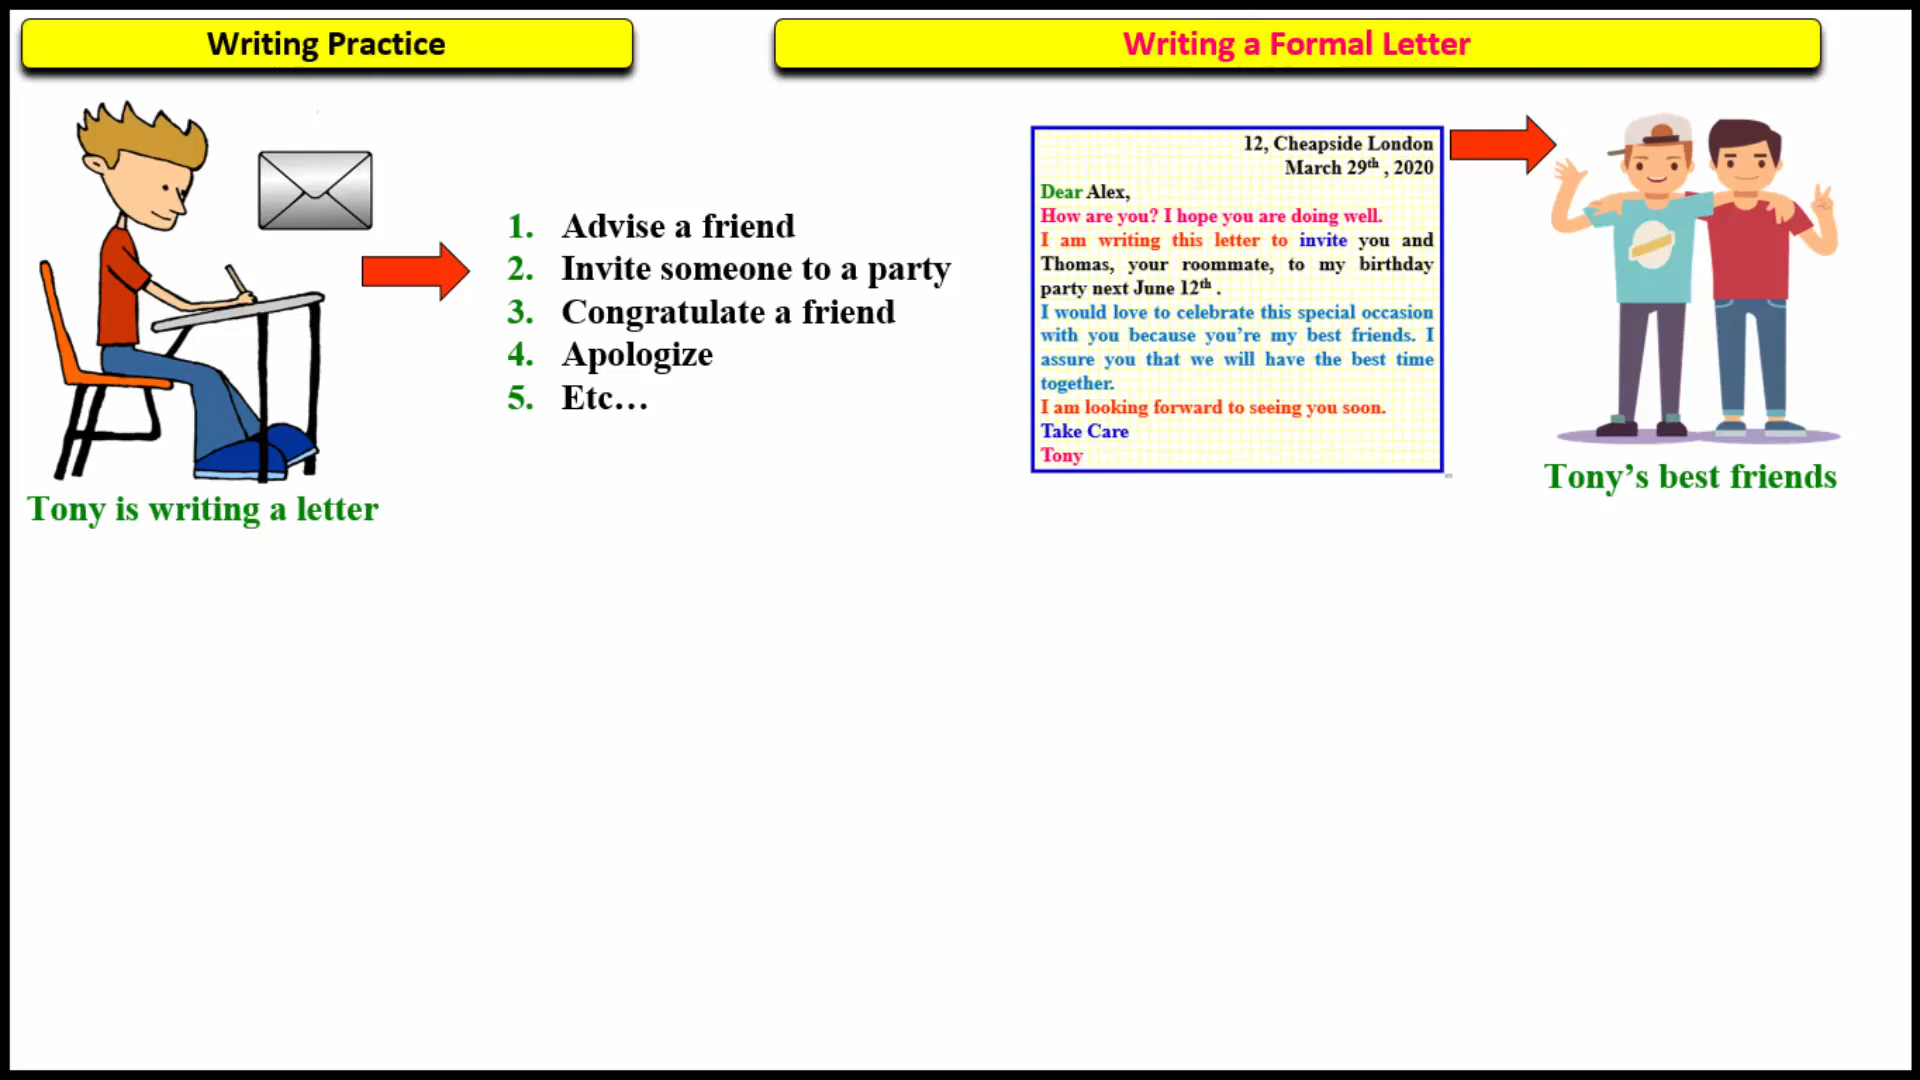 Writing Practice
Writing a Formal Letter
1. Advise a friend
2. Invite someone to a party
3. Congratulate a friend
4. Apologize
5. Etc…
Tony is writing a letter
12, Cheapside London
March 29th , 2020
Dear Alex,
How are you? I hope you are doing well.
I am writing this letter to invite you and
Thomas, your roommate, to my birthday
party next June 12th .
I would love to celebrate this special occasion
with you because you’re my best friends. I
assure you that we will have the best time
together.
I am looking forward to seeing you soon.
Take Care
Tony
Tony’s best friends